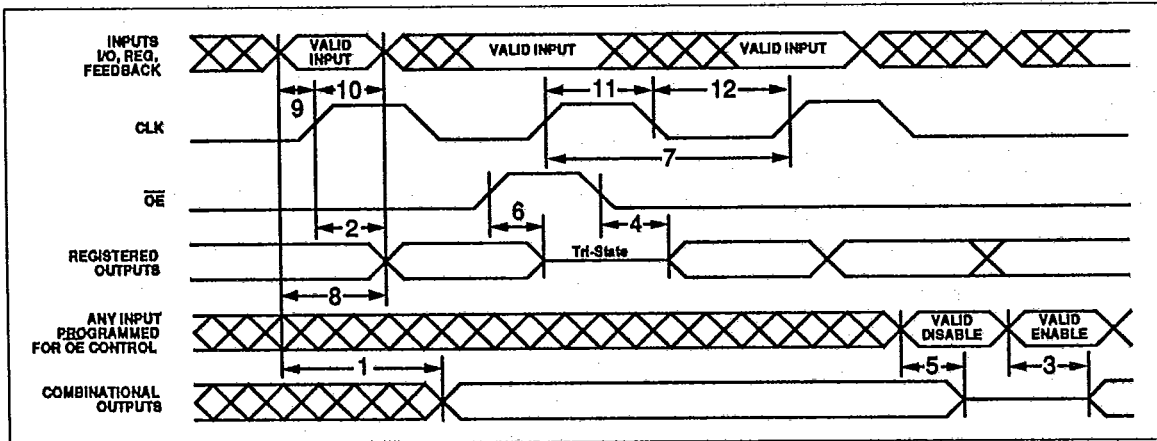 INPUTS
I/O, REG,
FEEDBACK
VALID
INPUT
VALID INPUT
VALID INPUT
9
10
11
12
CLK
7
OE
6
4
2
REGISTERED
OUTPUTS
Tri-State
8
ANY INPUT
PROGRAMMED
FOR OE CONTROL
VALID
DISABLE
VALID
ENABLE
1
5
3
COMBINATIONAL
OUTPUTS